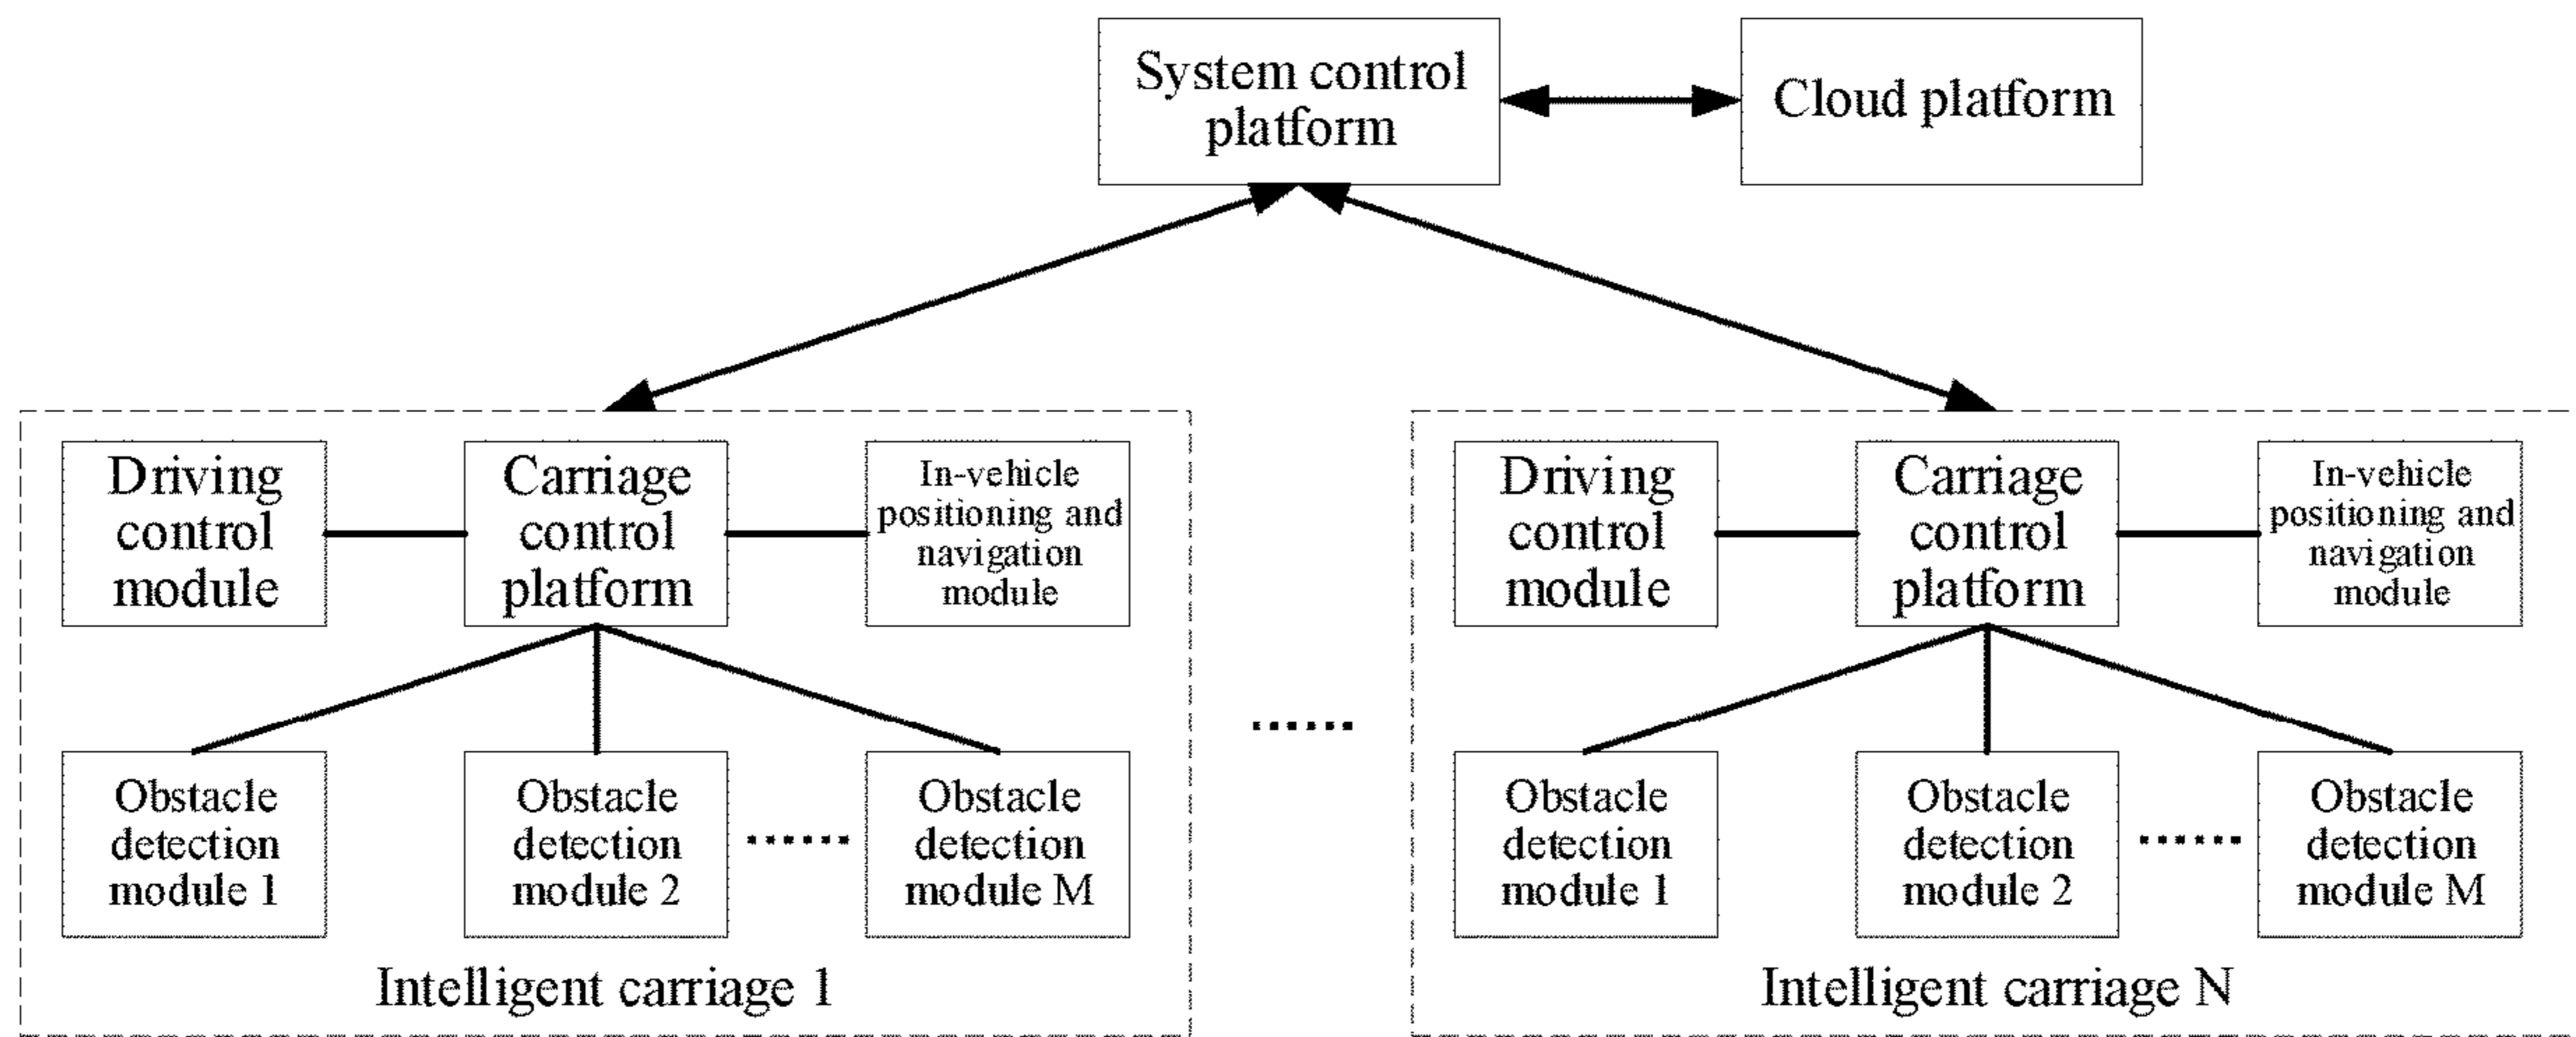 System control
platform
Cloud platform
Driving
control
module
Carriage
control
platform
In-vehicle
positioning and
navigation
module
Obstacle
detection
module 1
Obstacle
detection
module 2
......
Obstacle
detection
module M
Intelligent carriage 1
......
Driving
control
module
Carriage
control
platform
In-vehicle
positioning and
navigation
module
Obstacle
detection
module 1
Obstacle
detection
module 2
......
Obstacle
detection
module M
Intelligent carriage N